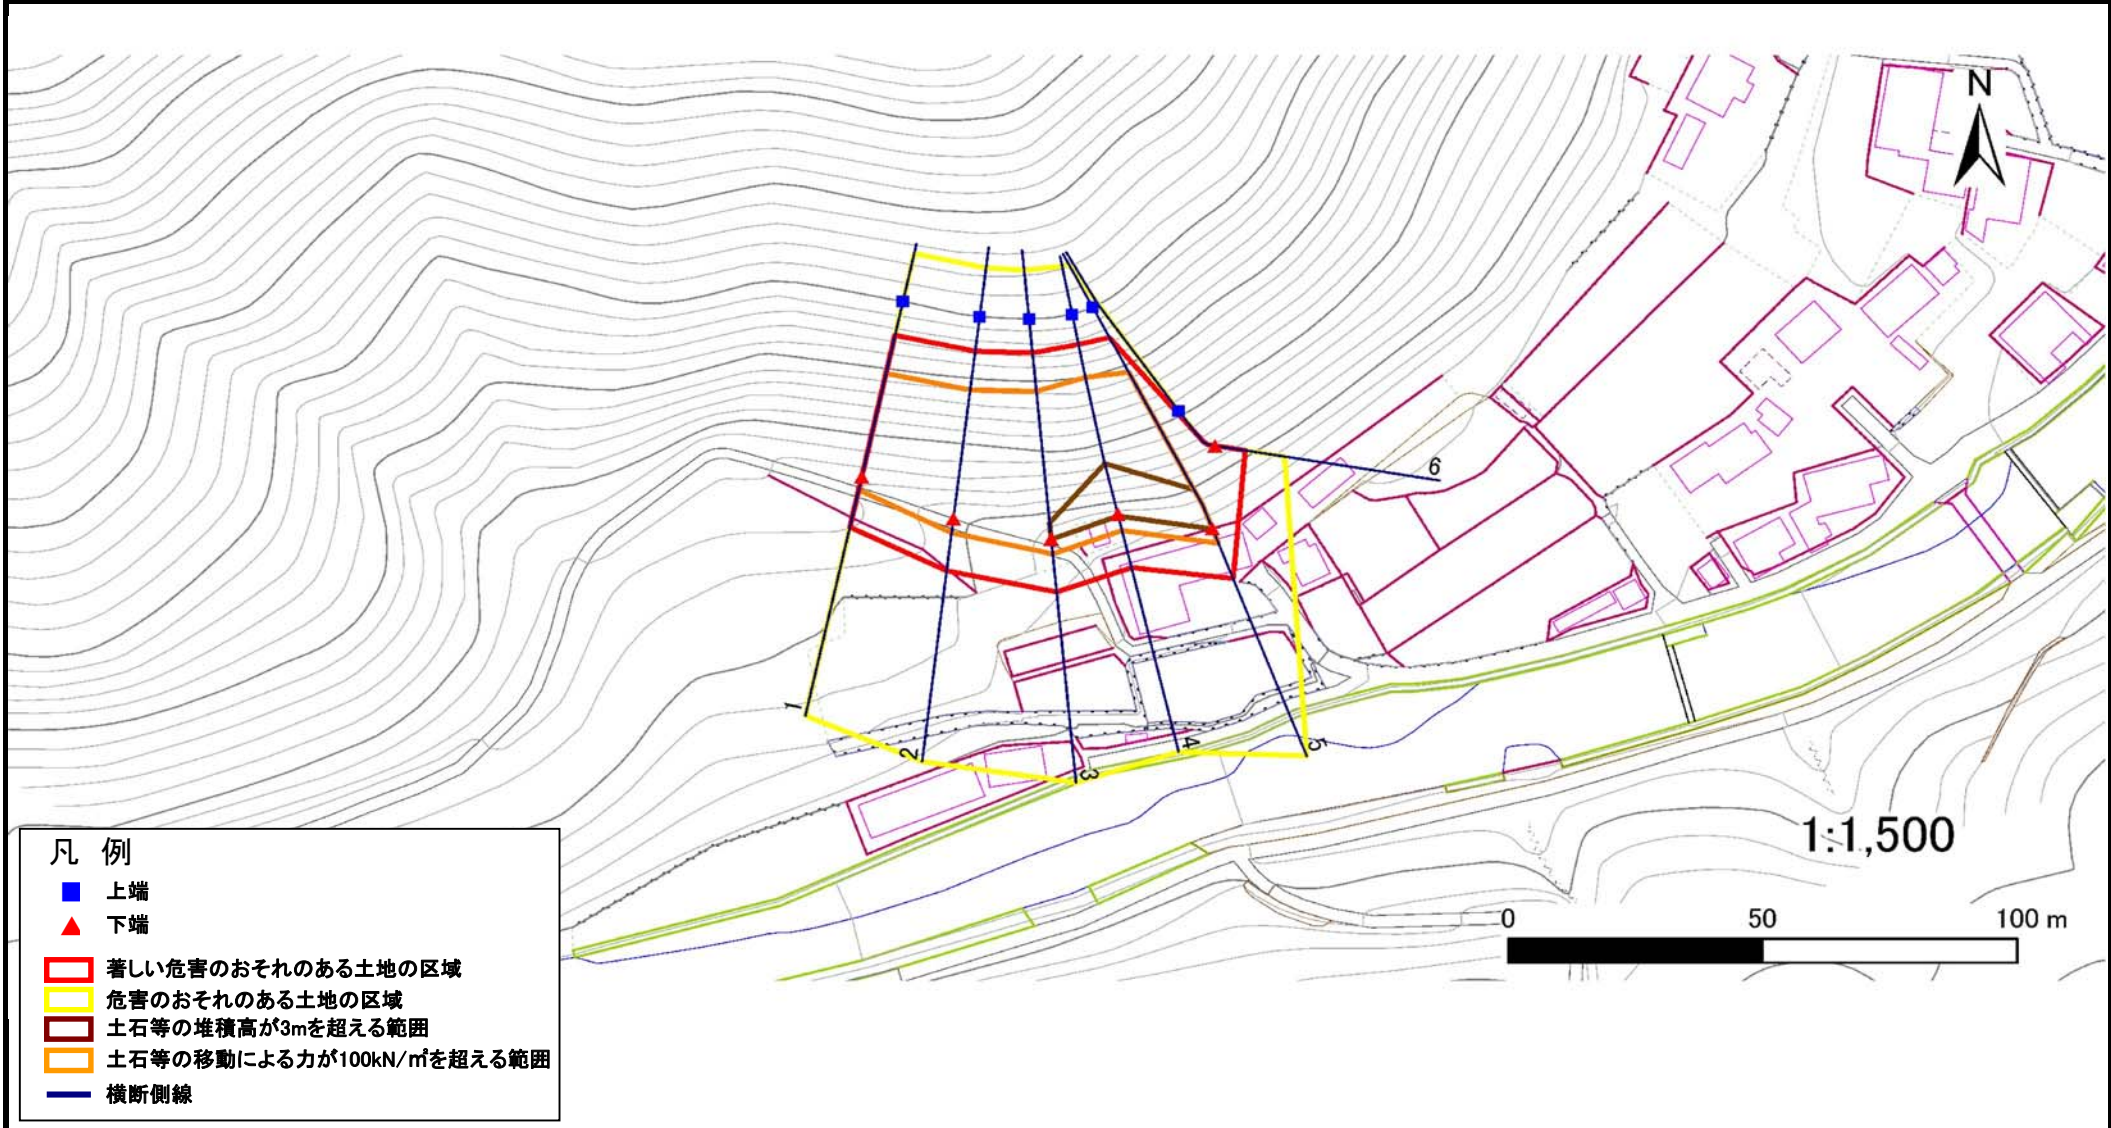 N
6
1
2
3
4
5
1:1,500
0 50 100 m
凡 例
上端
下端
著しい危害のおそれのある土地の区域
危害のおそれのある土地の区域
土石等の堆積高が3mを超える範囲
土石等の移動による力が100kN/㎡を超える範囲
横断側線